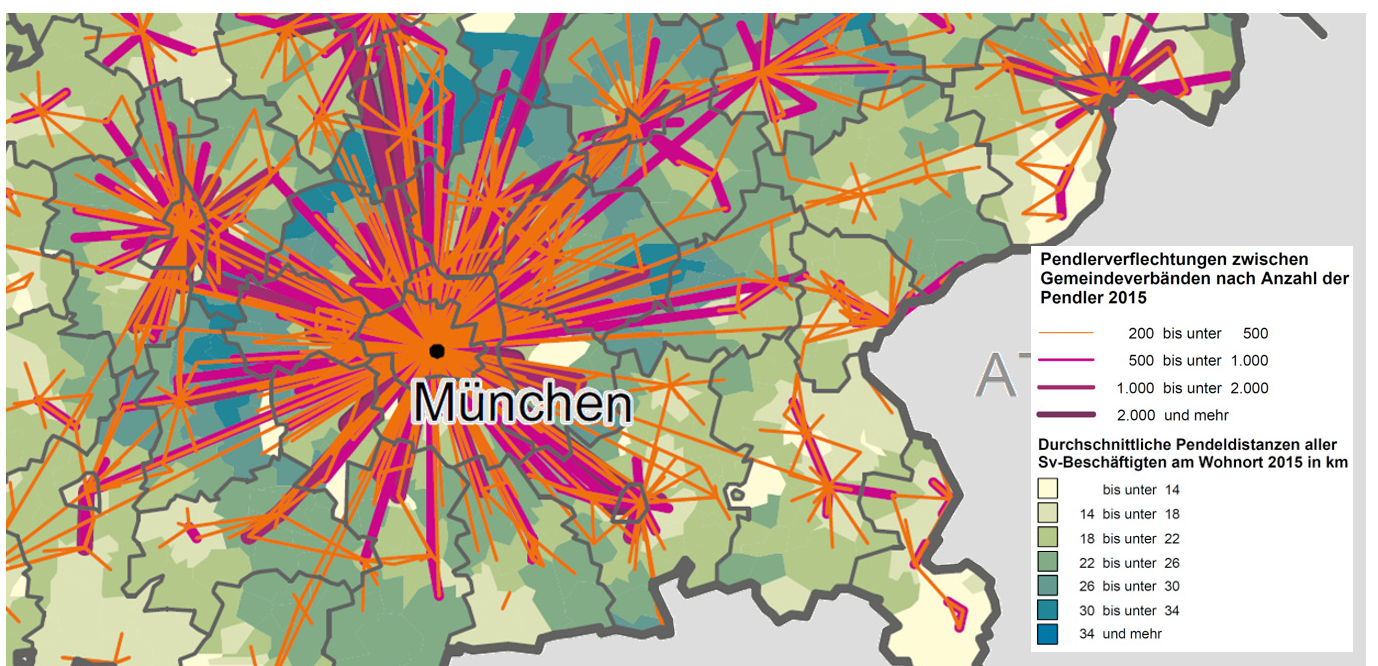 München
A
Pendlerverflechtungen zwischen
Gemeindeverbänden nach Anzahl der
Pendler 2015
200 bis unter 500
500 bis unter 1.000
1.000 bis unter 2.000
2.000 und mehr
Durchschnittliche Pendeldistanzen aller
Sv-Beschäftigten am Wohnort 2015 in km
bis unter 14
14 bis unter 18
18 bis unter 22
22 bis unter 26
26 bis unter 30
30 bis unter 34
34 und mehr